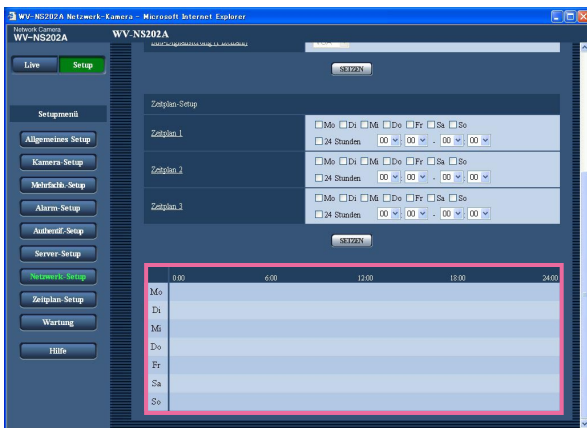 WV-NS202A Netzwerk-Kamera - Microsoft Internet Explorer
Network Camera
WV-NS202A
WV-NS202A
Live
Setup
SETZEN
Setupmenü
Allgemeines Setup
Kamera-Setup
Mehrfachb.-Setup
Alarm-Setup
Authentif.-Setup
Server-Setup
Netzwerk-Setup
Zeitplan-Setup
Wartung
Hilfe
Zeitplan-Setup
Zeitplan 1
Mo Di Mi Do Fr Sa So
24 Stunden 00 : 00 - 00 : 00
Zeitplan 2
Mo Di Mi Do Fr Sa So
24 Stunden 00 : 00 - 00 : 00
Zeitplan 3
Mo Di Mi Do Fr Sa So
24 Stunden 00 : 00 - 00 : 00
SETZEN
0:00 6:00 12:00 18:00 24:00
Mo
Di
Mi
Do
Fr
Sa
So